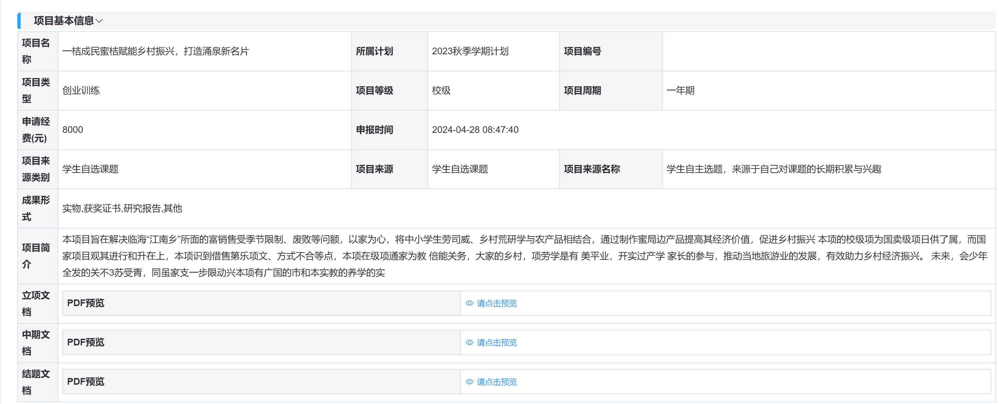 项目基本信息
项目名称
一桔成民蜜桔赋能乡村振兴，打造涌泉新名片
所属计划
2023秋季学期计划
项目编号
项目类型
创业训练
项目等级
校级
项目周期
一年期
申请经费(元)
8000
申报时间
2024-04-28 08:47:40
项目来源类别
学生自选课题
项目来源
学生自选课题
项目来源名称
学生自主选题，来源于自己对课题的长期积累与兴趣
成果形式
实物,获奖证书,研究报告,其他
项目简介
本项目旨在解决临海“江南乡”所面的富销售受季节限制、废败等问额，以家为心，将中小学生劳司威、乡村荒研学与农产品相结合，通过制作蜜局边产品提高其经济价值，促进乡村振兴 本项的校级项为国卖级项日供了属，而国
家项目观其进行和升在上，本项识到借售第乐项文、方式不合等点，本项在级项通家为教 倍能关务，大家的乡村，项劳学是有 美平业，开实过产学 家长的参与，推动当地旅游业的发展，有效助力乡村经济振兴。 未来，会少年
全发的关不3苏受青，同虽家支一步限动兴本项有广国的市和本实教的养学的实
立项文档
PDF预览
请点击预览
中期文档
PDF预览
请点击预览
结题文档
PDF预览
请点击预览